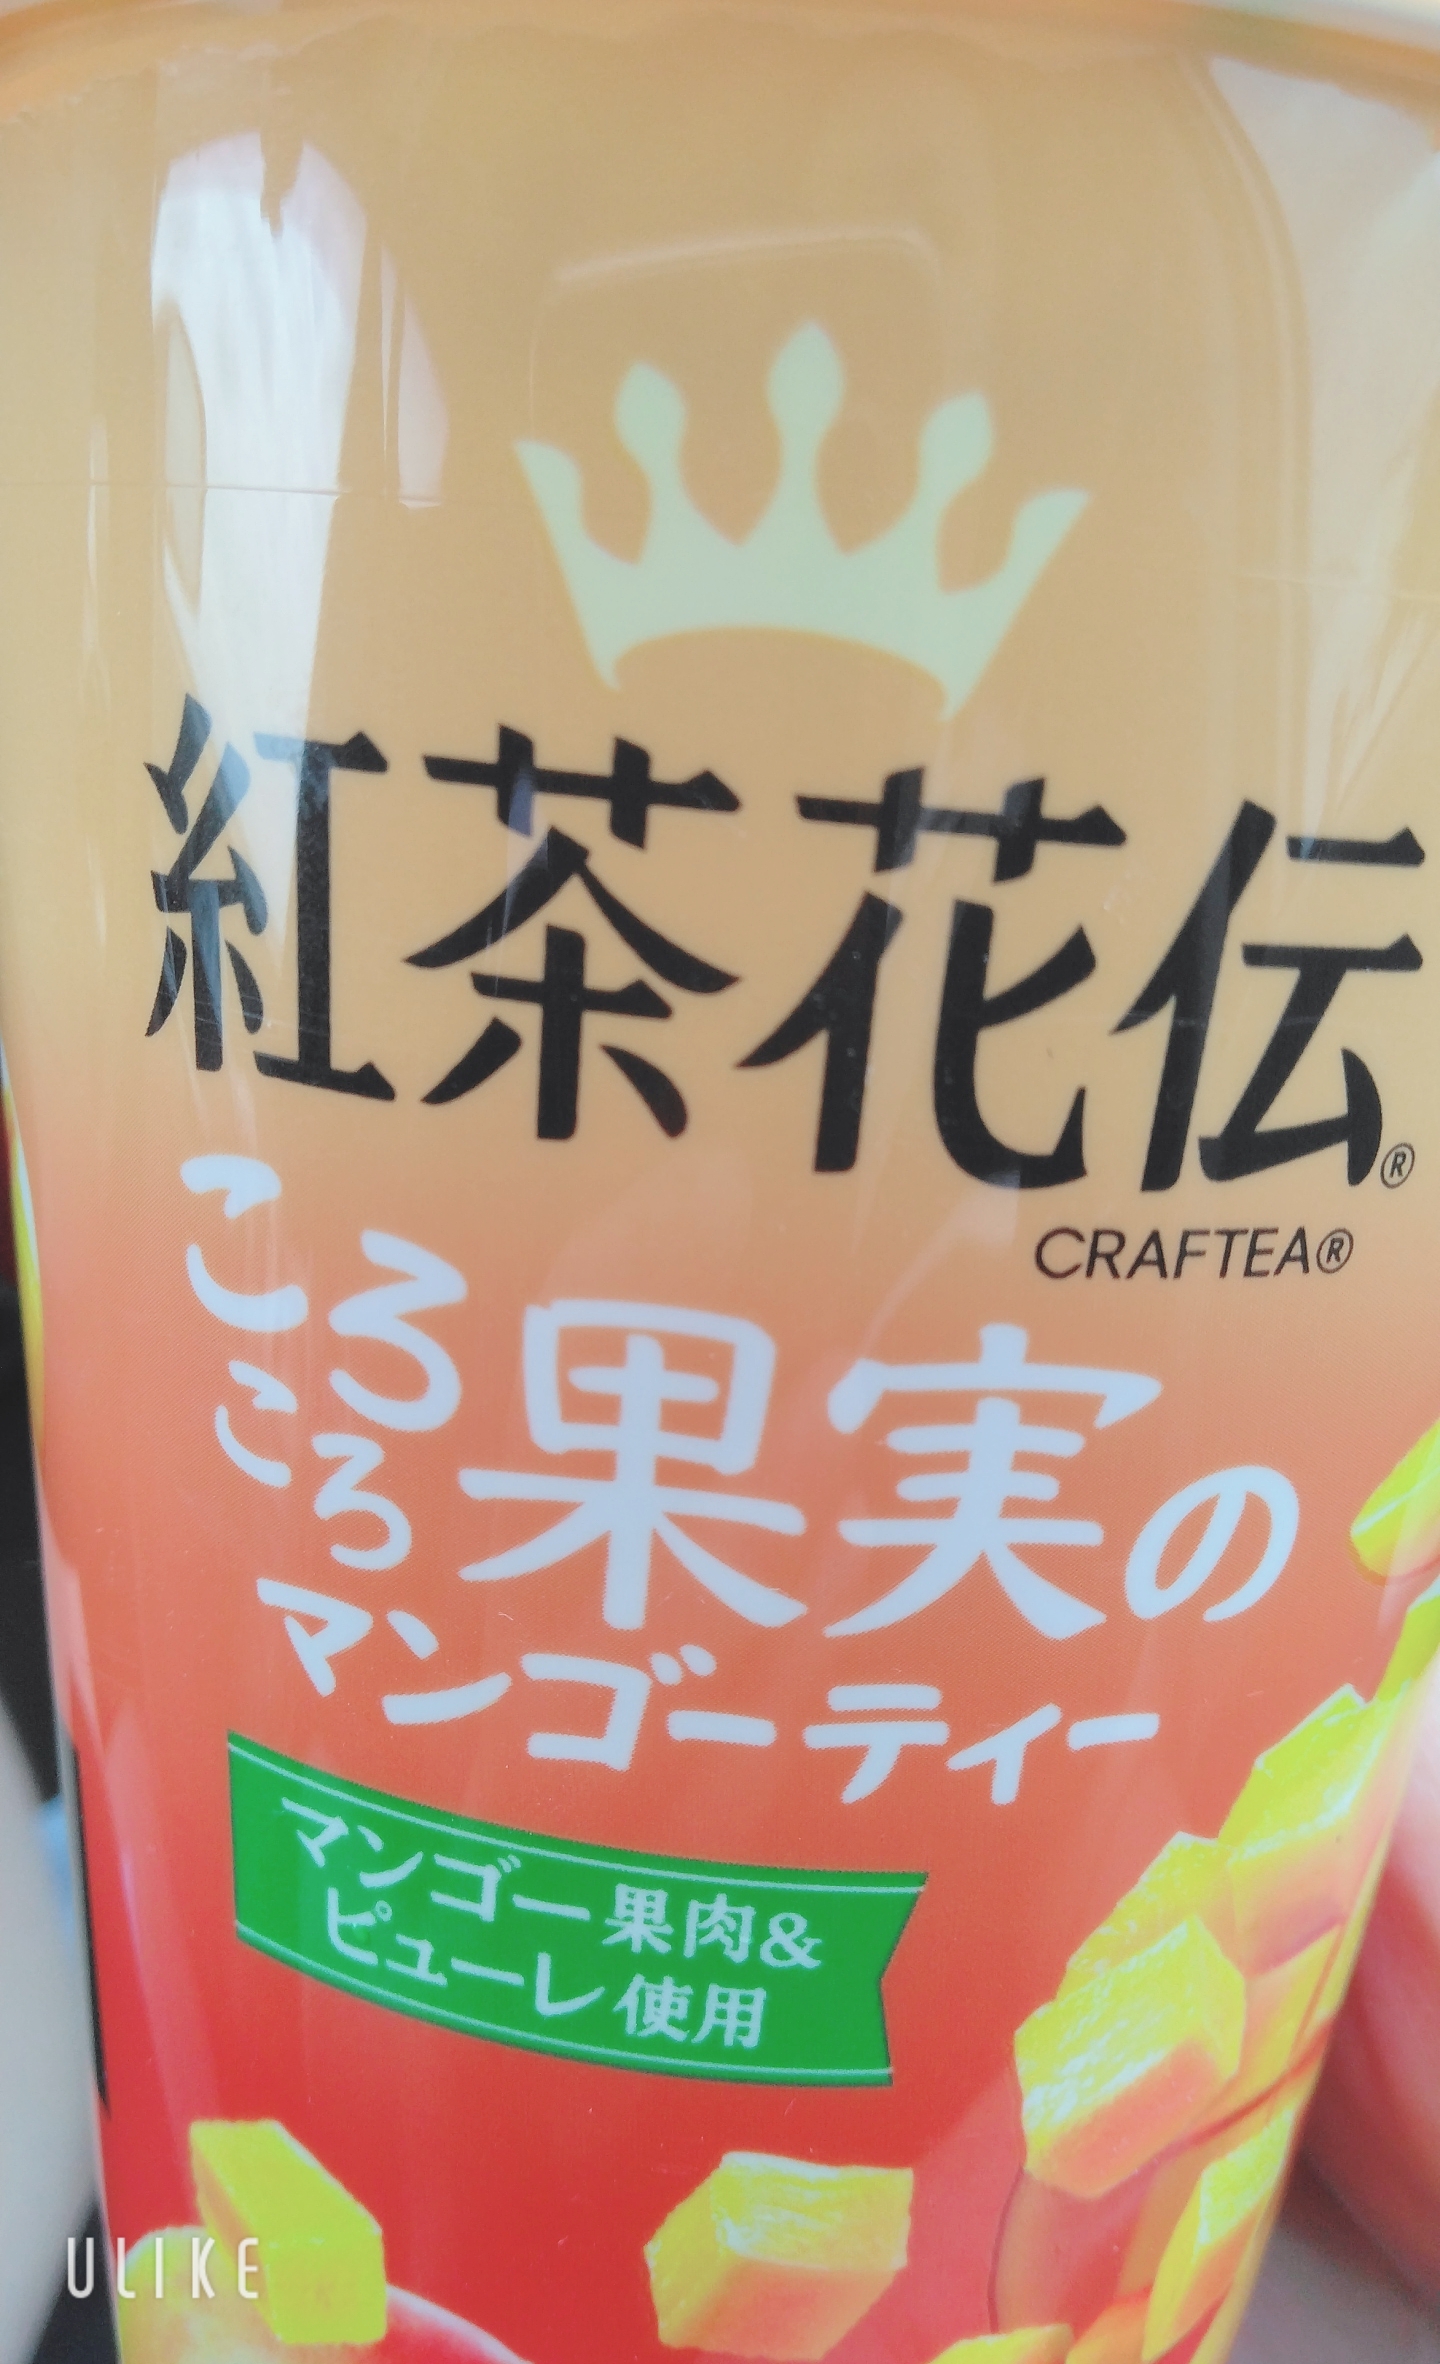 紅茶花伝®
CRAFTEA®
ころころ果実の
マンゴーティー
マンゴー果肉&
ピューレ使用
ULIKE